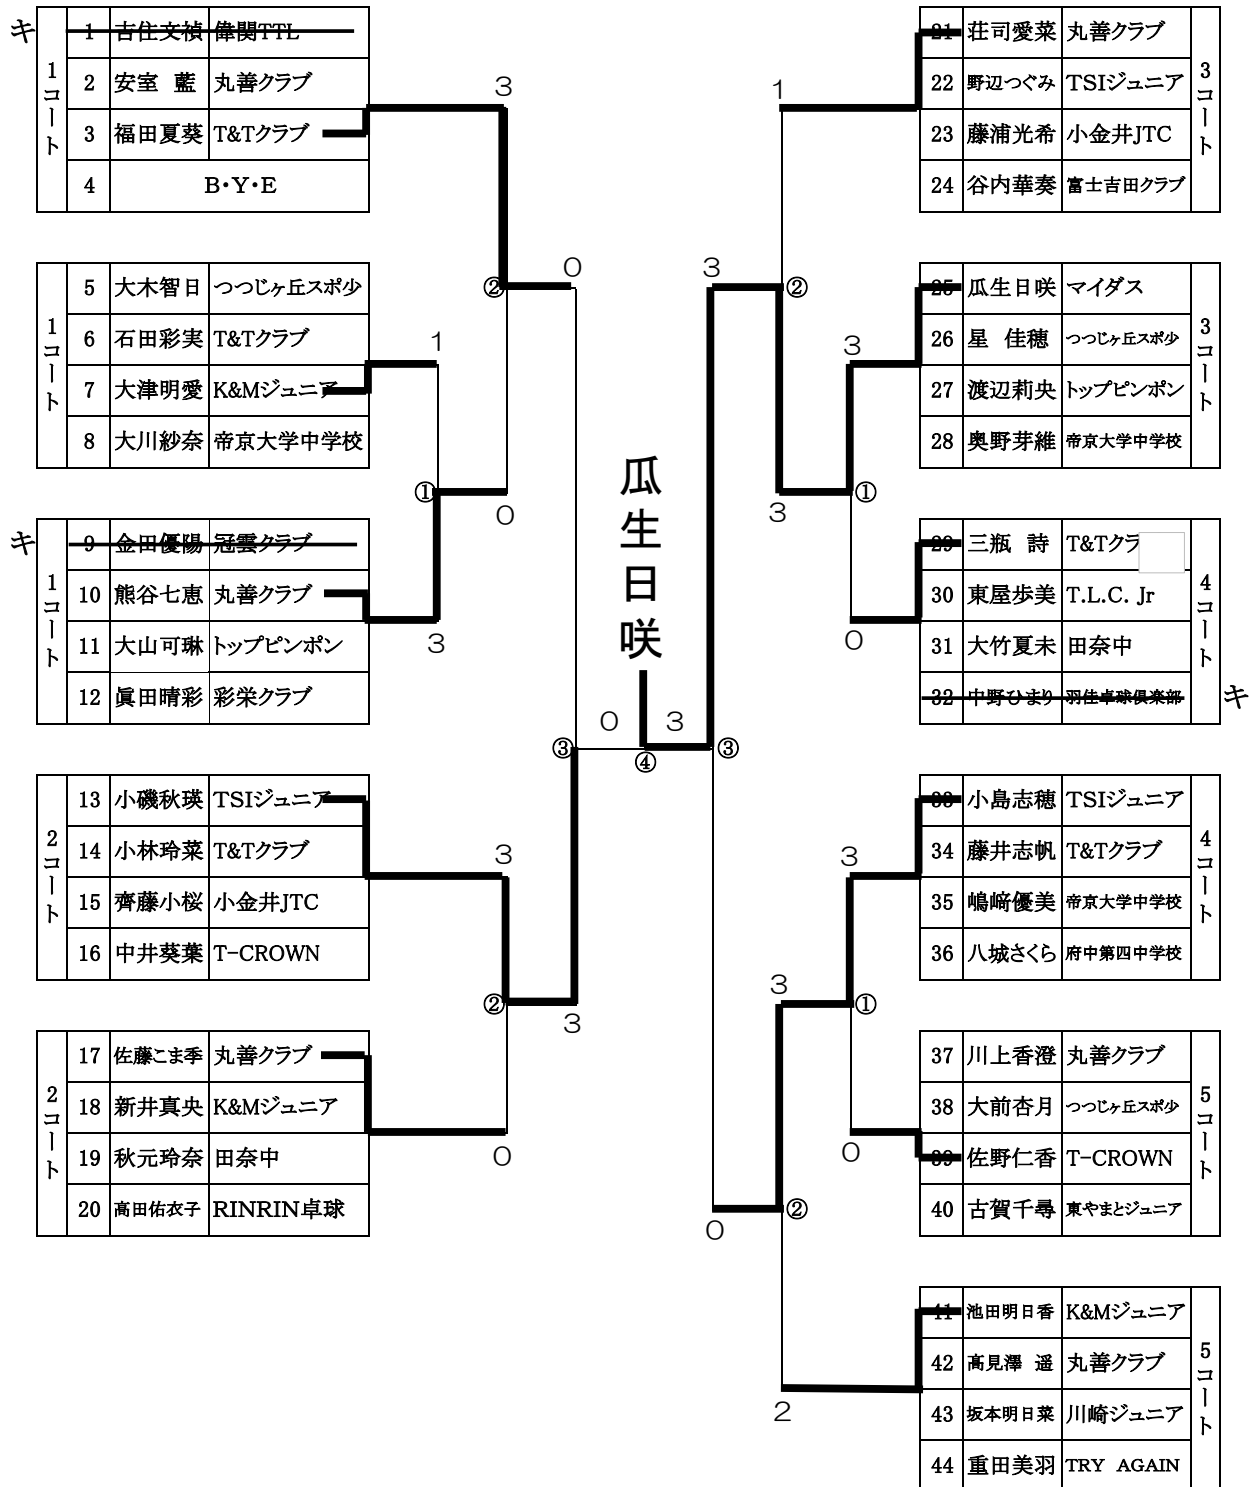 キ
1コート
1 吉住文禎 偉関TTL
2 安室 藍 丸善クラブ
3 福田夏葵 T&Tクラブ
4 B・Y・E
1コート
5 大木智日 つつじヶ丘スポ少
6 石田彩実 T&Tクラブ
7 大津明愛 K&Mジュニア
8 大川紗奈 帝京大学中学校
キ
1コート
9 金田優陽 冠雲クラブ
10 熊谷七恵 丸善クラブ
11 大山可琳 トップピンポン
12 眞田晴彩 彩栄クラブ
2コート
13 小磯秋瑛 TSIジュニア
14 小林玲菜 T&Tクラブ
15 齊藤小桜 小金井JTC
16 中井葵葉 T-CROWN
2コート
17 佐藤こま季 丸善クラブ
18 新井真央 K&Mジュニア
19 秋元玲奈 田奈中
20 高田佑衣子 RINRIN卓球
3
②
0
1
①
0
3
③
3
②
3
0
瓜生日咲
0
3
④
1
3
②
3
3
①
0
③
3
3
①
0
0
②
2
3コート
21 荘司愛菜 丸善クラブ
22 野辺つぐみ TSIジュニア
23 藤浦光希 小金井JTC
24 谷内華奏 富士吉田クラブ
3コート
25 瓜生日咲 マイダス
26 星 佳穂 つつじヶ丘スポ少
27 渡辺莉央 トップピンポン
28 奥野芽維 帝京大学中学校
4コート
29 三瓶 詩 T&Tクラ
30 東屋歩美 T.L.C. Jr
31 大竹夏未 田奈中
32 中野ひまり 羽佳卓球倶楽部
キ
4コート
33 小島志穂 TSIジュニア
34 藤井志帆 T&Tクラブ
35 嶋﨑優美 帝京大学中学校
36 八城さくら 府中第四中学校
5コート
37 川上香澄 丸善クラブ
38 大前杏月 つつじヶ丘スポ少
39 佐野仁香 T-CROWN
40 古賀千尋 東やまとジュニア
5コート
41 池田明日香 K&Mジュニア
42 髙見澤 遥 丸善クラブ
43 坂本明日菜 川崎ジュニア
44 重田美羽 TRY AGAIN